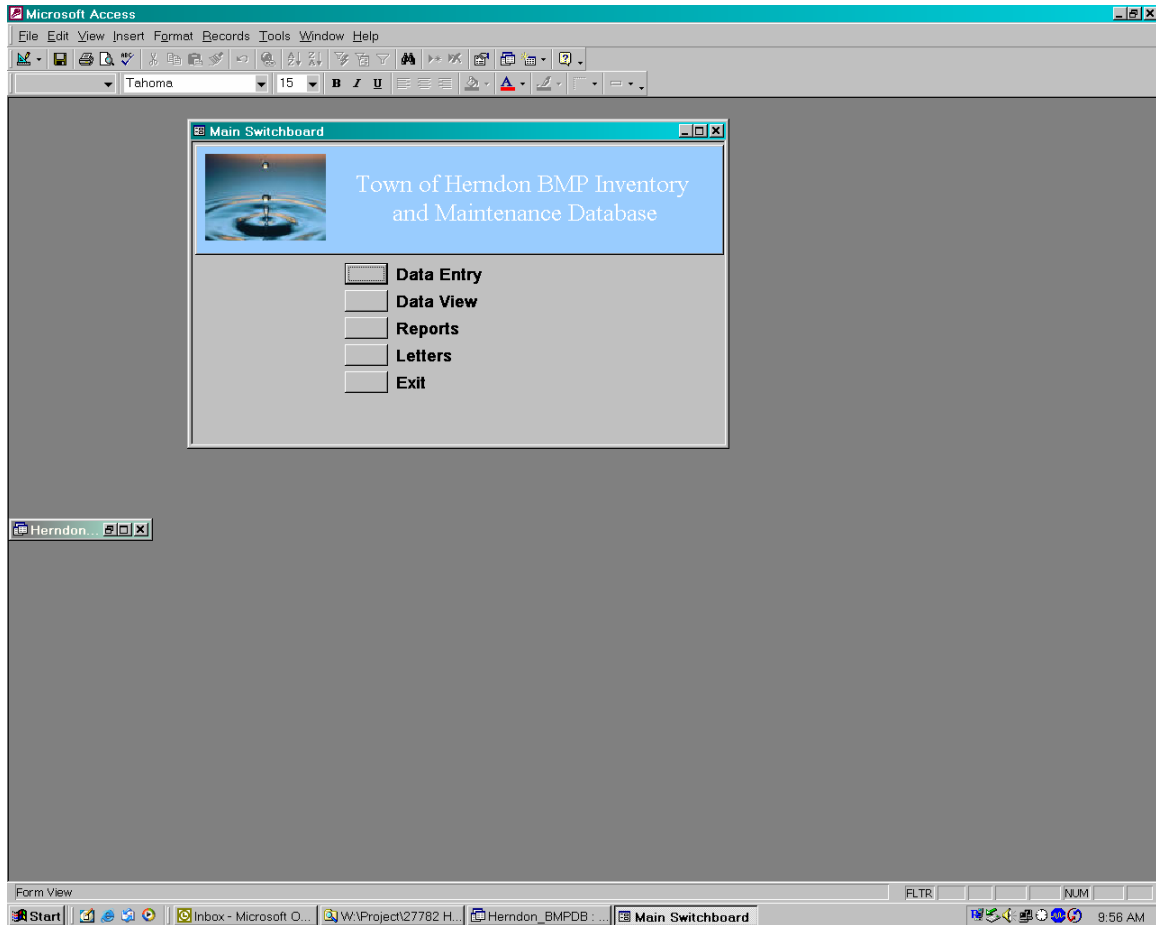 Microsoft Access
File Edit View Insert Format Records Tools Window Help
Tahoma 15 B I U A
Main Switchboard
Town of Herndon BMP Inventory
and Maintenance Database
Data Entry
Data View
Reports
Letters
Exit
Herndon...
Form View FLTR NUM
Start Inbox - Microsoft O... W:\Project\27782 H... Herndon_BMPDB : ... Main Switchboard 9:56 AM